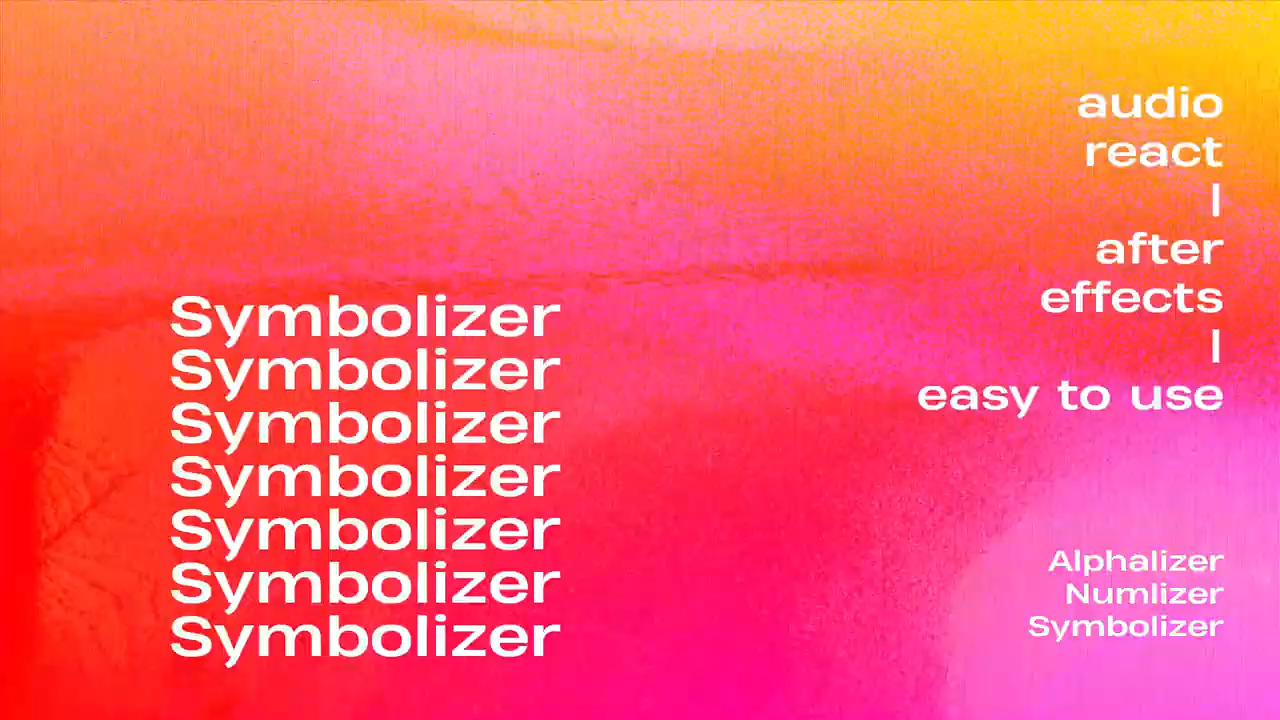 audio
react
|
after
effects
|
easy to use
Symbolizer
Symbolizer
Symbolizer
Symbolizer
Symbolizer
Symbolizer
Symbolizer
Alphalizer
Numlizer
Symbolizer